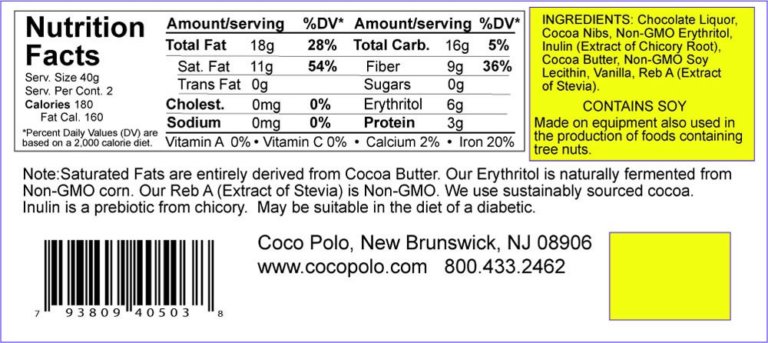 Nutrition
Facts
Serv. Size 40g
Serv. Per Cont. 2
Calories 180
Fat Cal. 160
*Percent Daily Values (DV) are
based on a 2,000 calorie diet.
Amount/serving %DV* Amount/serving %DV*
Total Fat 18g 28% Total Carb. 16g 5%
Sat. Fat 11g 54% Fiber 9g 36%
Trans Fat 0g Sugars 0g
Cholest. 0mg 0% Erythritol 6g
Sodium 0mg 0% Protein 3g
Vitamin A 0% • Vitamin C 0% • Calcium 2% • Iron 20%
INGREDIENTS: Chocolate Liquor,
Cocoa Nibs, Non-GMO Erythritol,
Inulin (Extract of Chicory Root),
Cocoa Butter, Non-GMO Soy
Lecithin, Vanilla, Reb A (Extract
of Stevia).
CONTAINS SOY
Made on equipment also used in
the production of foods containing
tree nuts.
Note:Saturated Fats are entirely derived from Cocoa Butter. Our Erythritol is naturally fermented from
Non-GMO corn. Our Reb A (Extract of Stevia) is Non-GMO. We use sustainably sourced cocoa.
Inulin is a prebiotic from chicory. May be suitable in the diet of a diabetic.
Coco Polo, New Brunswick, NJ 08906
www.cocopolo.com 800.433.2462
7 93809 40503 8